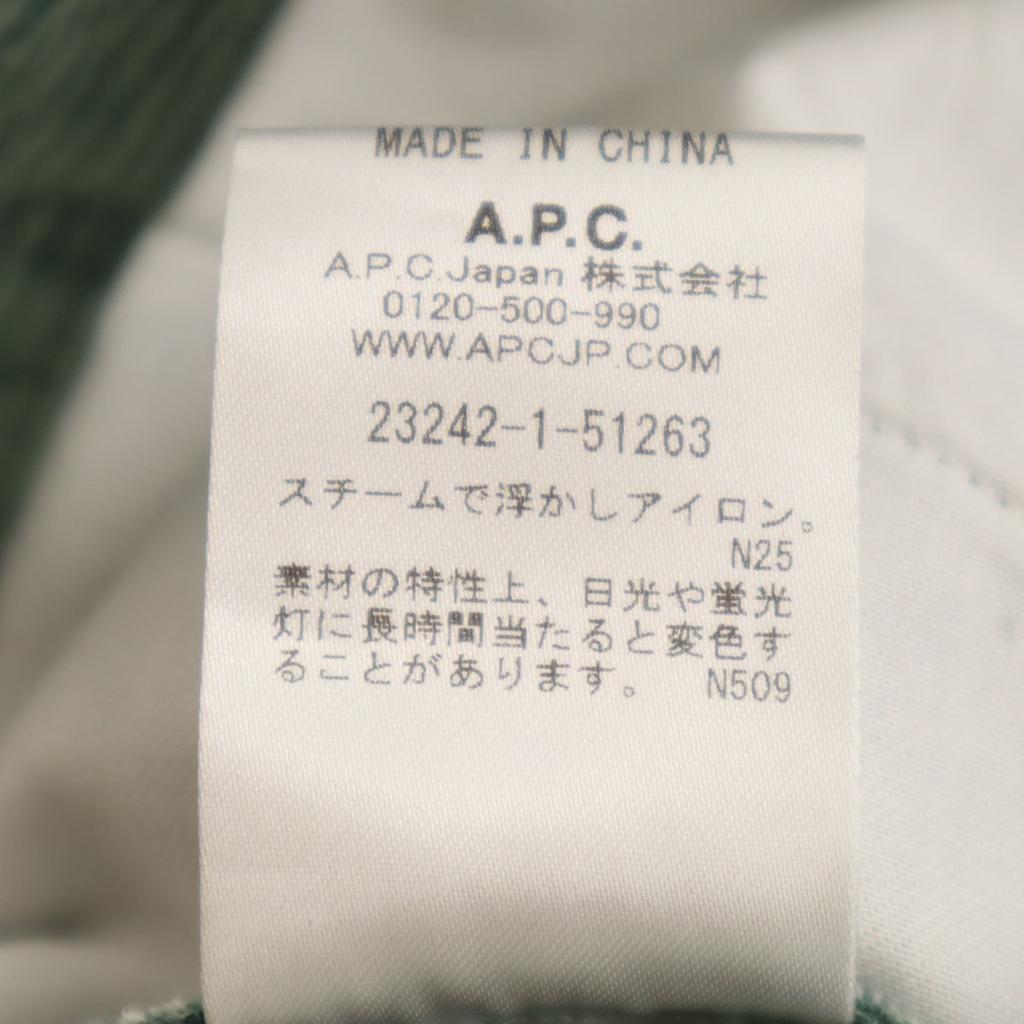 MADE IN CHINA
A.P.C.
A.P.C.Japan 株式会社
0120-500-990
WWW.APCJP.COM
23242-1-51263
スチームで浮かしアイロン。
N25
素材の特性上、日光や蛍光
灯に長時間当たると変色す
ることがあります。 N509